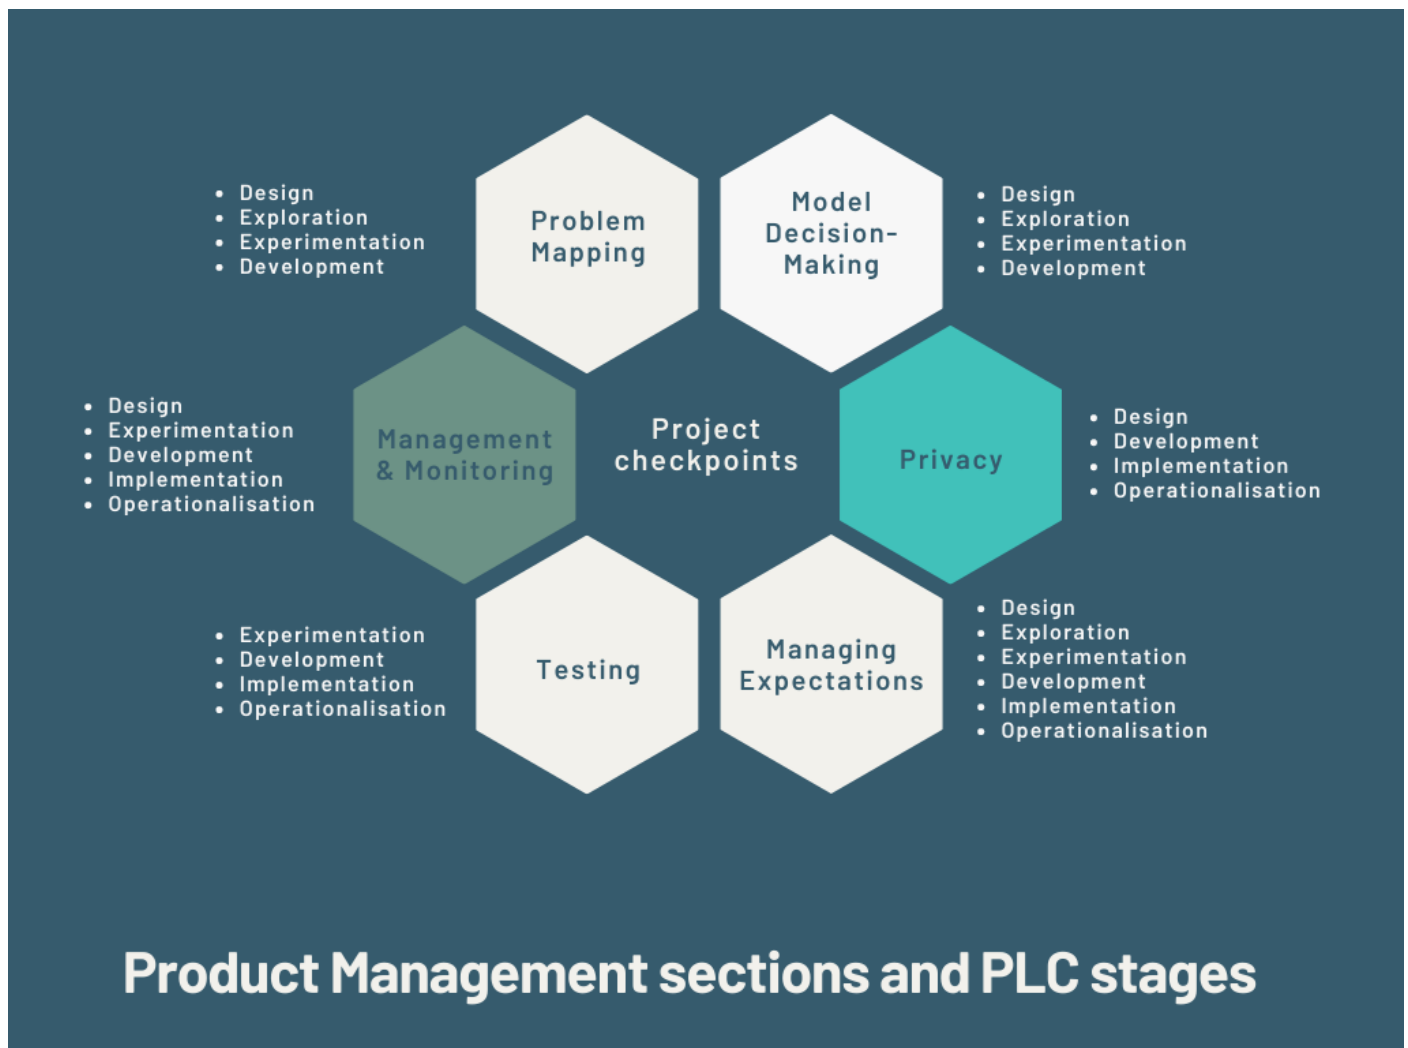 • Design
• Exploration
• Experimentation
• Development
Problem
Mapping
Model
Decision-
Making
• Design
• Exploration
• Experimentation
• Development
• Design
• Experimentation
• Development
• Implementation
• Operationalisation
Management
& Monitoring
Project
checkpoints
Privacy
• Design
• Development
• Implementation
• Operationalisation
• Experimentation
• Development
• Implementation
• Operationalisation
Testing
Managing
Expectations
• Design
• Exploration
• Experimentation
• Development
• Implementation
• Operationalisation
Product Management sections and PLC stages